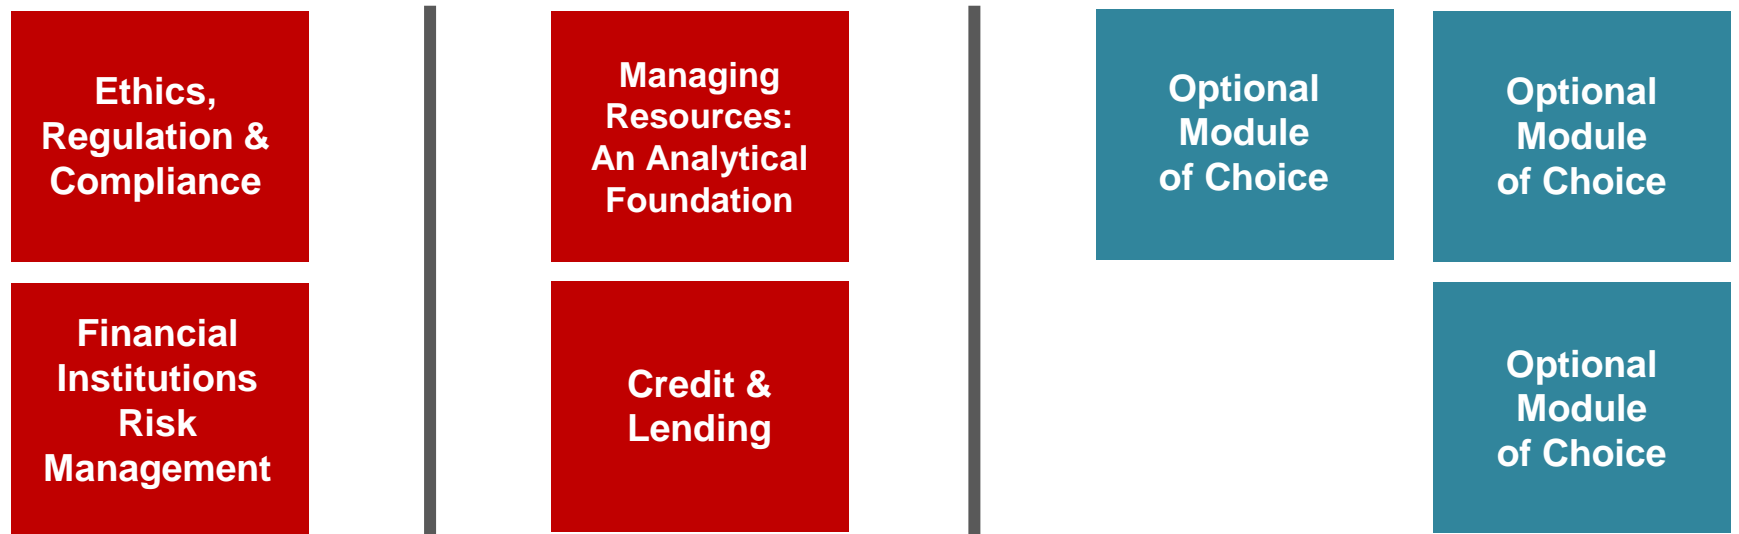 Ethics,
Regulation &
Compliance
Financial
Institutions
Risk
Management
Managing
Resources:
An Analytical
Foundation
Credit &
Lending
Optional
Module
of Choice
Optional
Module
of Choice
Optional
Module
of Choice